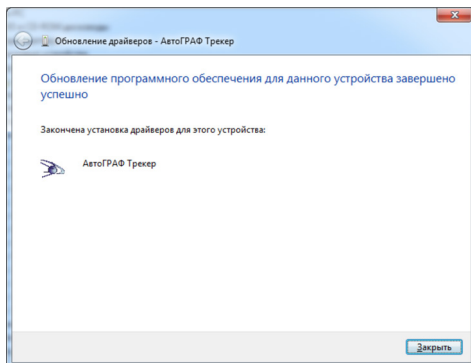 Обновление драйверов - АвтоГРАФ Трекер
Обновление программного обеспечения для данного устройства завершено
успешно
Закончена установка драйверов для этого устройства:
АвтоГРАФ Трекер
Закрыть